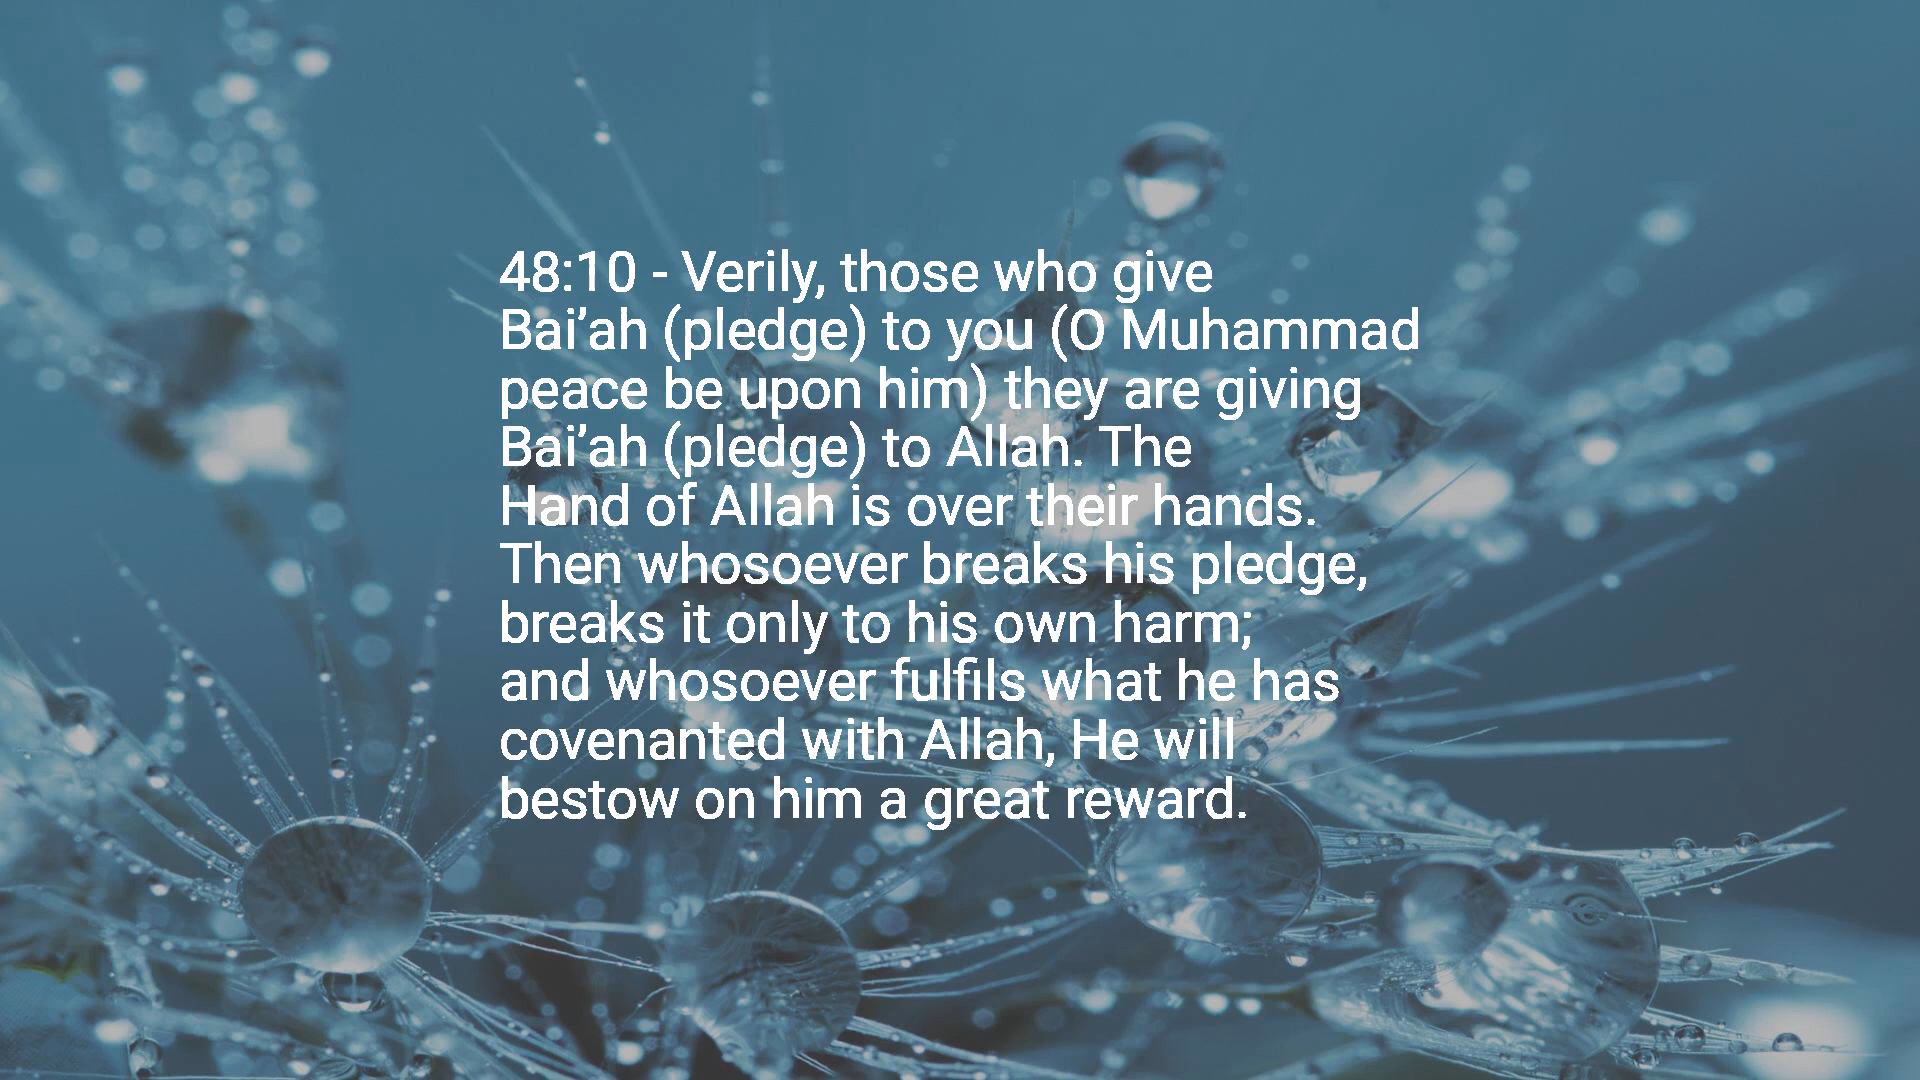 48:10 - Verily, those who give
Bai’ah (pledge) to you (O Muhammad
peace be upon him) they are giving
Bai’ah (pledge) to Allah. The
Hand of Allah is over their hands.
Then whosoever breaks his pledge,
breaks it only to his own harm;
and whosoever fulfils what he has
covenanted with Allah, He will
bestow on him a great reward.